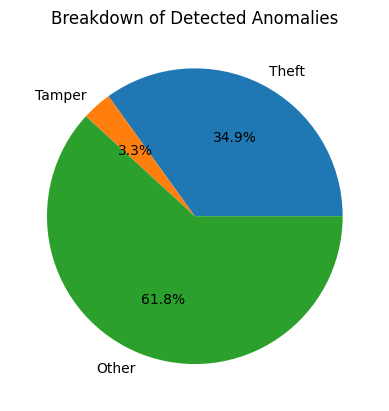 Breakdown of Detected Anomalies
Theft
Tamper
34.9%
3.3%
61.8%
Other